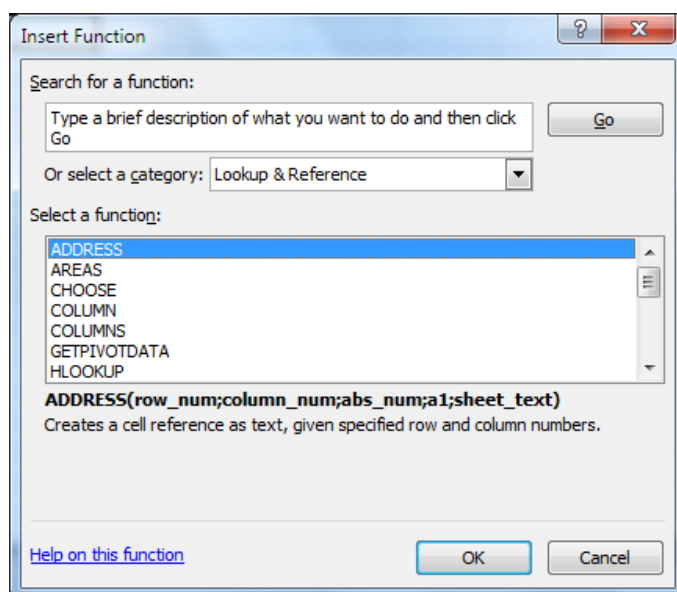 Insert Function
Search for a function:
Type a brief description of what you want to do and then click
Go
Go
Or select a category: Lookup & Reference
Select a function:
ADDRESS
AREAS
CHOOSE
COLUMN
COLUMNS
GETPIVOTDATA
HLOOKUP
ADDRESS(row_num;column_num;abs_num;a1;sheet_text)
Creates a cell reference as text, given specified row and column numbers.
Help on this function
OK
Cancel